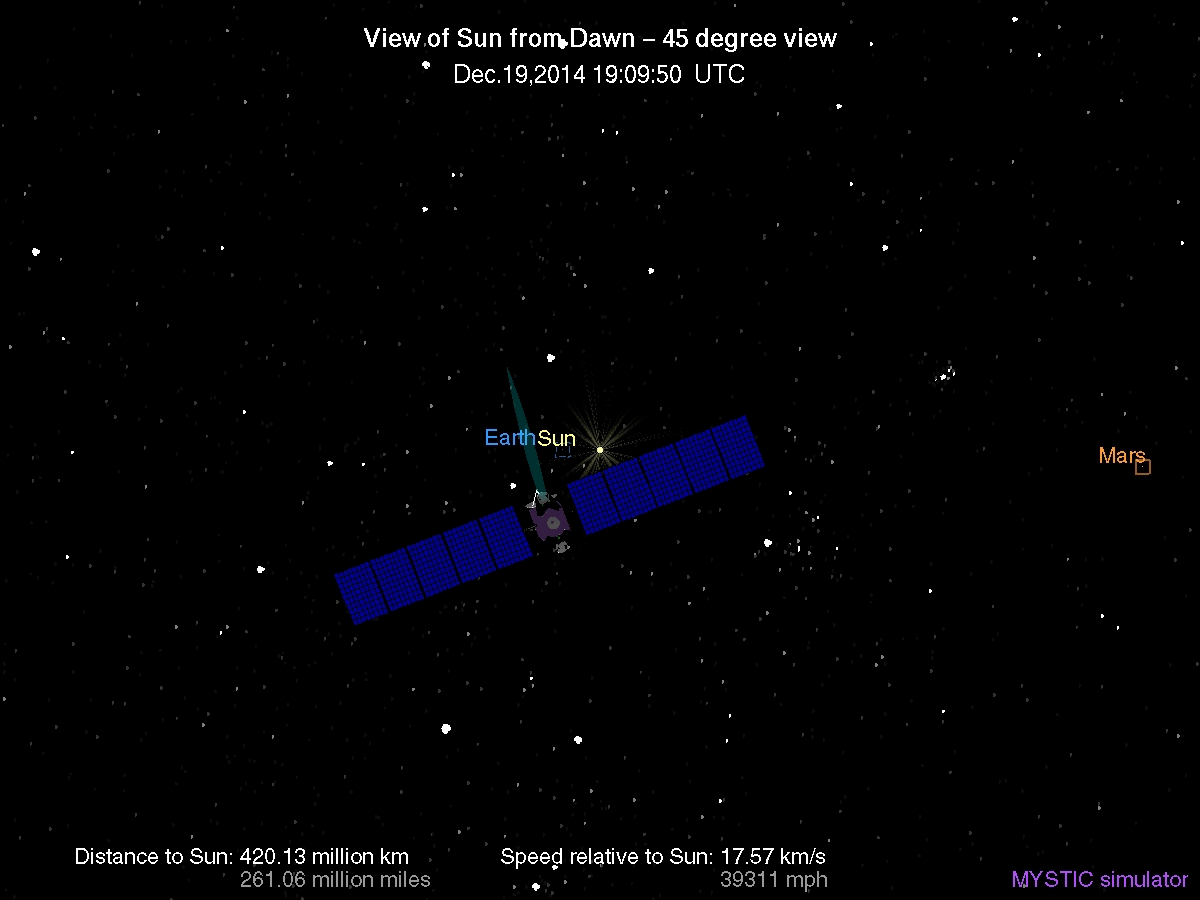 View of Sun from Dawn – 45 degree view
Dec.19,2014 19:09:50 UTC
Earth
Sun
Mars
Distance to Sun: 420.13 million km
261.06 million miles
Speed relative to Sun: 17.57 km/s
39311 mph
MYSTIC simulator